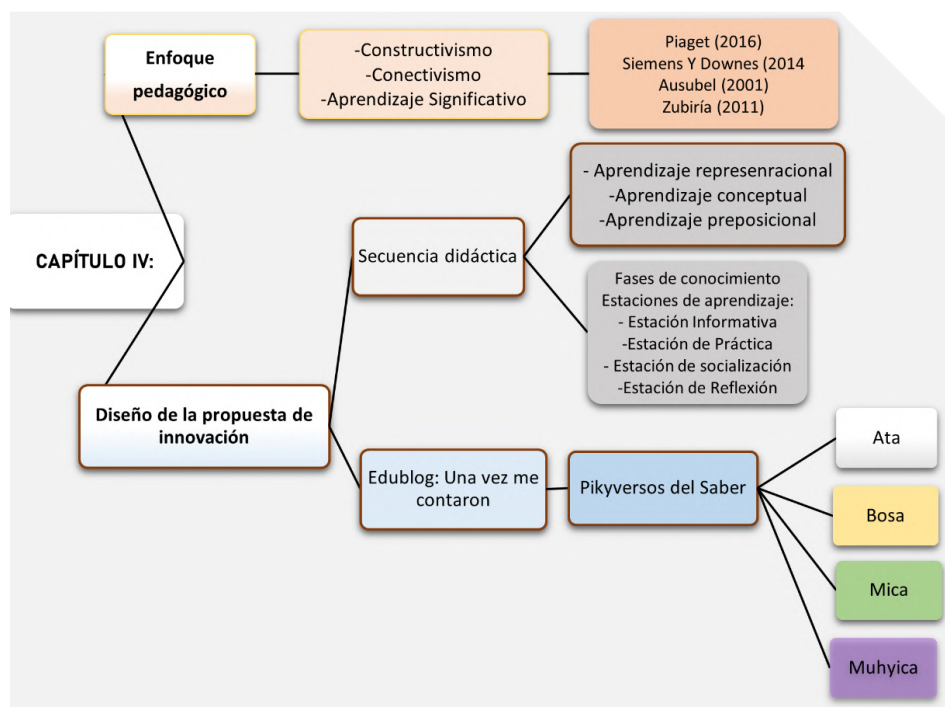 Enfoque
pedagógico
-Constructivismo
-Conectivismo
-Aprendizaje Significativo
Piaget (2016)
Siemens Y Downes (2014
Ausubel (2001)
Zubiría (2011)
CAPÍTULO IV:
Secuencia didáctica
- Aprendizaje represenracional
-Aprendizaje conceptual
-Aprendizaje preposicional
Fases de conocimiento
Estaciones de aprendizaje:
- Estación Informativa
-Estación de Práctica
- Estación de socialización
-Estación de Reflexión
Diseño de la propuesta de
innovación
Edublog: Una vez me
contaron
Pikyversos del Saber
Ata
Bosa
Mica
Muhyica